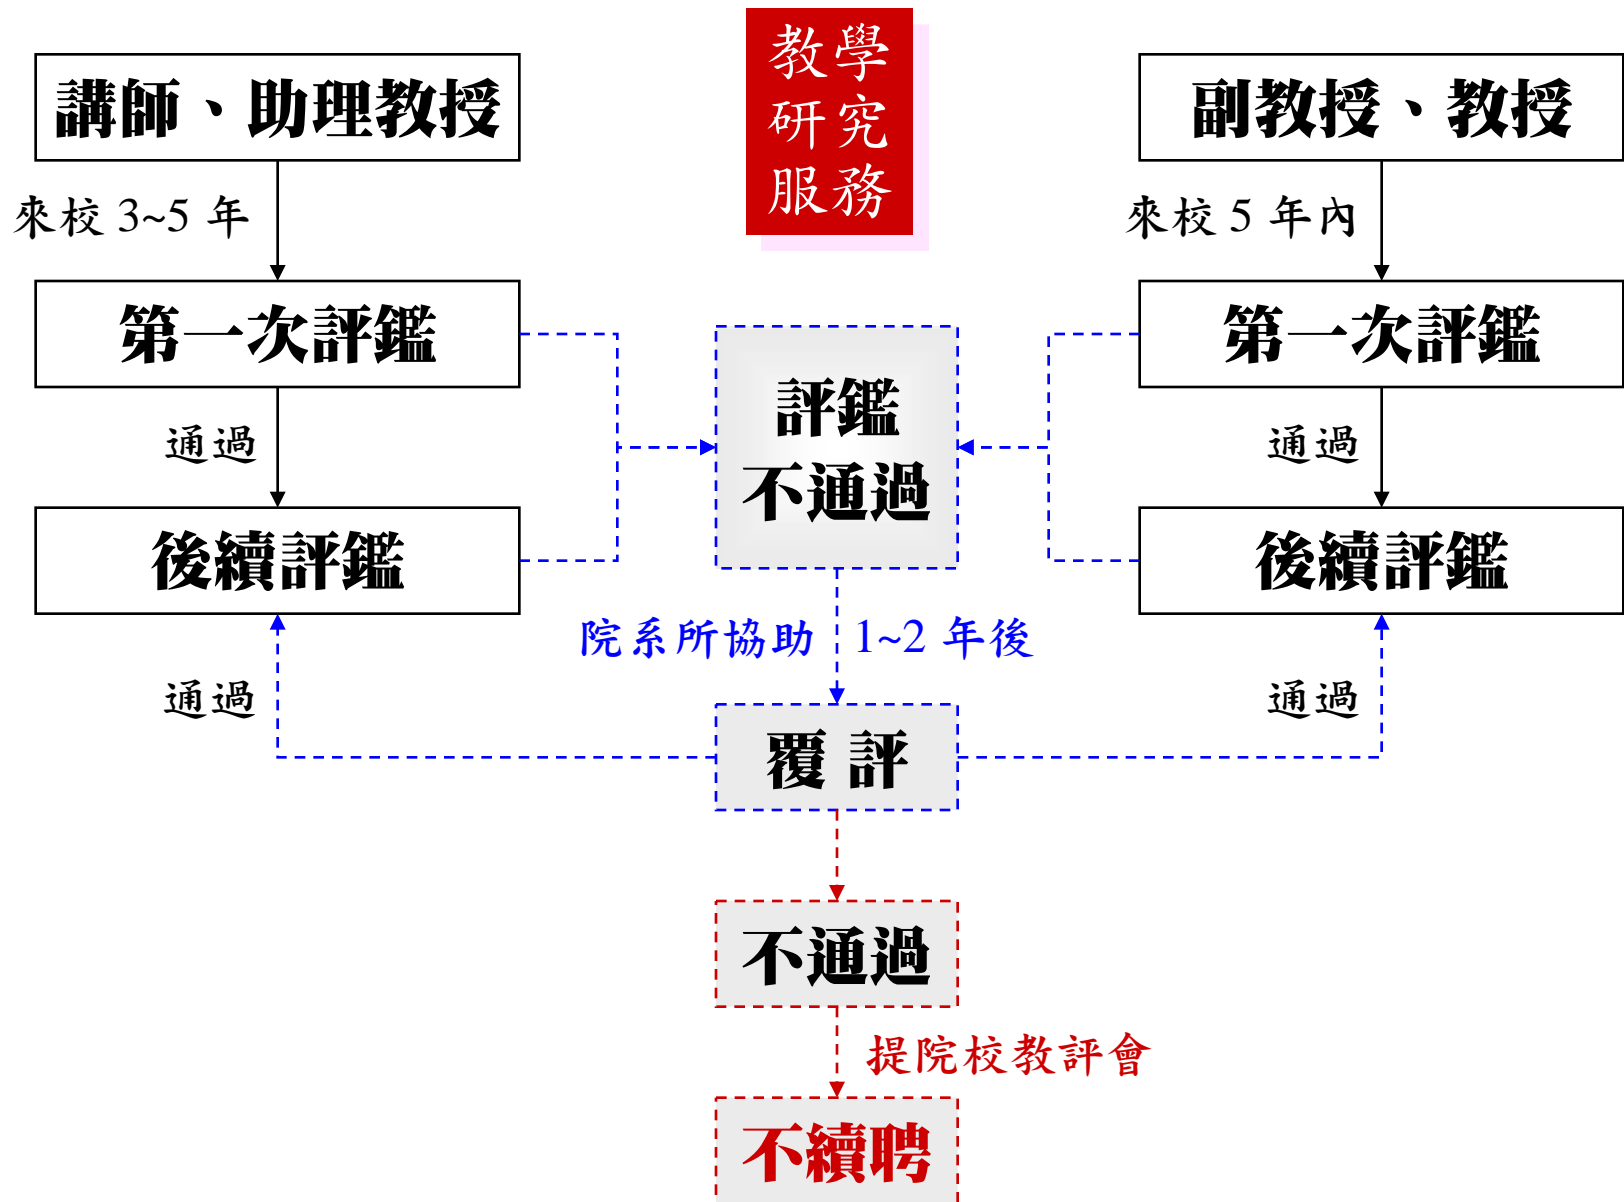 教學
研究
服務
講師、助理教授
副教授、教授
來校 3~5 年
來校 5 年內
第一次評鑑
第一次評鑑
評鑑
不通過
通過
通過
後續評鑑
後續評鑑
院系所協助 1~2 年後
通過
通過
覆 評
不通過
提院校教評會
不續聘